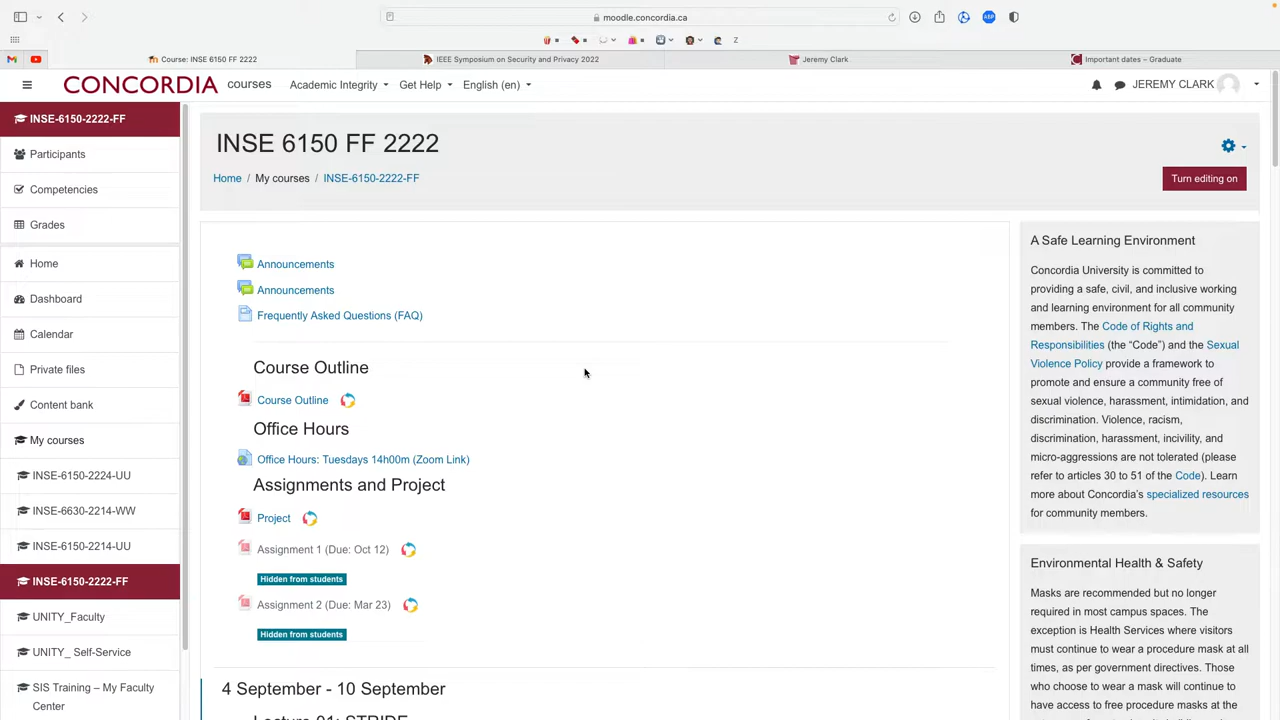 moodle.concordia.ca
Course: INSE 6150 FF 2222
IEEE Symposium on Security and Privacy 2022
Jeremy Clark
Important dates – Graduate
CONCORDIA courses Academic Integrity Get Help English (en) JEREMY CLARK
INSE-6150-2222-FF
Participants
Competencies
Grades
Home
Dashboard
Calendar
Private files
Content bank
My courses
INSE-6150-2224-UU
INSE-6630-2214-WW
INSE-6150-2214-UU
INSE-6150-2222-FF
UNITY_Faculty
UNITY_ Self-Service
SIS Training – My Faculty
Center
INSE 6150 FF 2222
Home / My courses / INSE-6150-2222-FF
Turn editing on
Announcements
Announcements
Frequently Asked Questions (FAQ)
Course Outline
Course Outline
Office Hours
Office Hours: Tuesdays 14h00m (Zoom Link)
Assignments and Project
Project
Assignment 1 (Due: Oct 12)
Hidden from students
Assignment 2 (Due: Mar 23)
Hidden from students
4 September - 10 September
Lecture 01: STRIDE
A Safe Learning Environment
Concordia University is committed to
providing a safe, civil, and inclusive working
and learning environment for all community
members. The Code of Rights and
Responsibilities (the “Code”) and the Sexual
Violence Policy provide a framework to
promote and ensure a community free of
sexual violence, harassment, intimidation, and
discrimination. Violence, racism,
discrimination, harassment, incivility, and
micro-aggressions are not tolerated (please
refer to articles 30 to 51 of the Code). Learn
more about Concordia’s specialized resources
for community members.
Environmental Health & Safety
Masks are recommended but no longer
required in most campus spaces. The
exception is Health Services where visitors
must continue to wear a procedure mask at all
times, as per government directives. Those
who choose to wear a mask will continue to
have access to free procedure masks at the